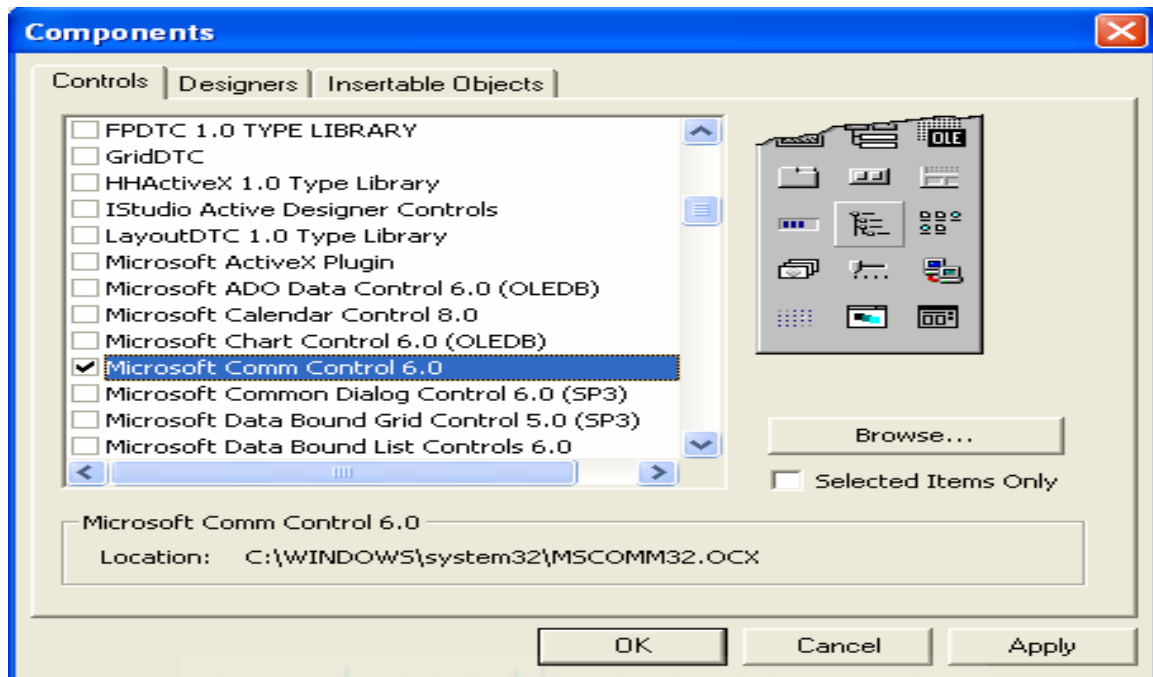 Components
Controls
Designers
Insertable Objects
FPDTC 1.0 TYPE LIBRARY
GridDTC
HHActiveX 1.0 Type Library
IStudio Active Designer Controls
LayoutDTC 1.0 Type Library
Microsoft ActiveX Plugin
Microsoft ADO Data Control 6.0 (OLEDB)
Microsoft Calendar Control 8.0
Microsoft Chart Control 6.0 (OLEDB)
Microsoft Comm Control 6.0
Microsoft Common Dialog Control 6.0 (SP3)
Microsoft Data Bound Grid Control 5.0 (SP3)
Microsoft Data Bound List Controls 6.0
OLE
Browse...
Selected Items Only
Microsoft Comm Control 6.0
Location: C:\WINDOWS\system32\MSCOMM32.OCX
OK
Cancel
Apply